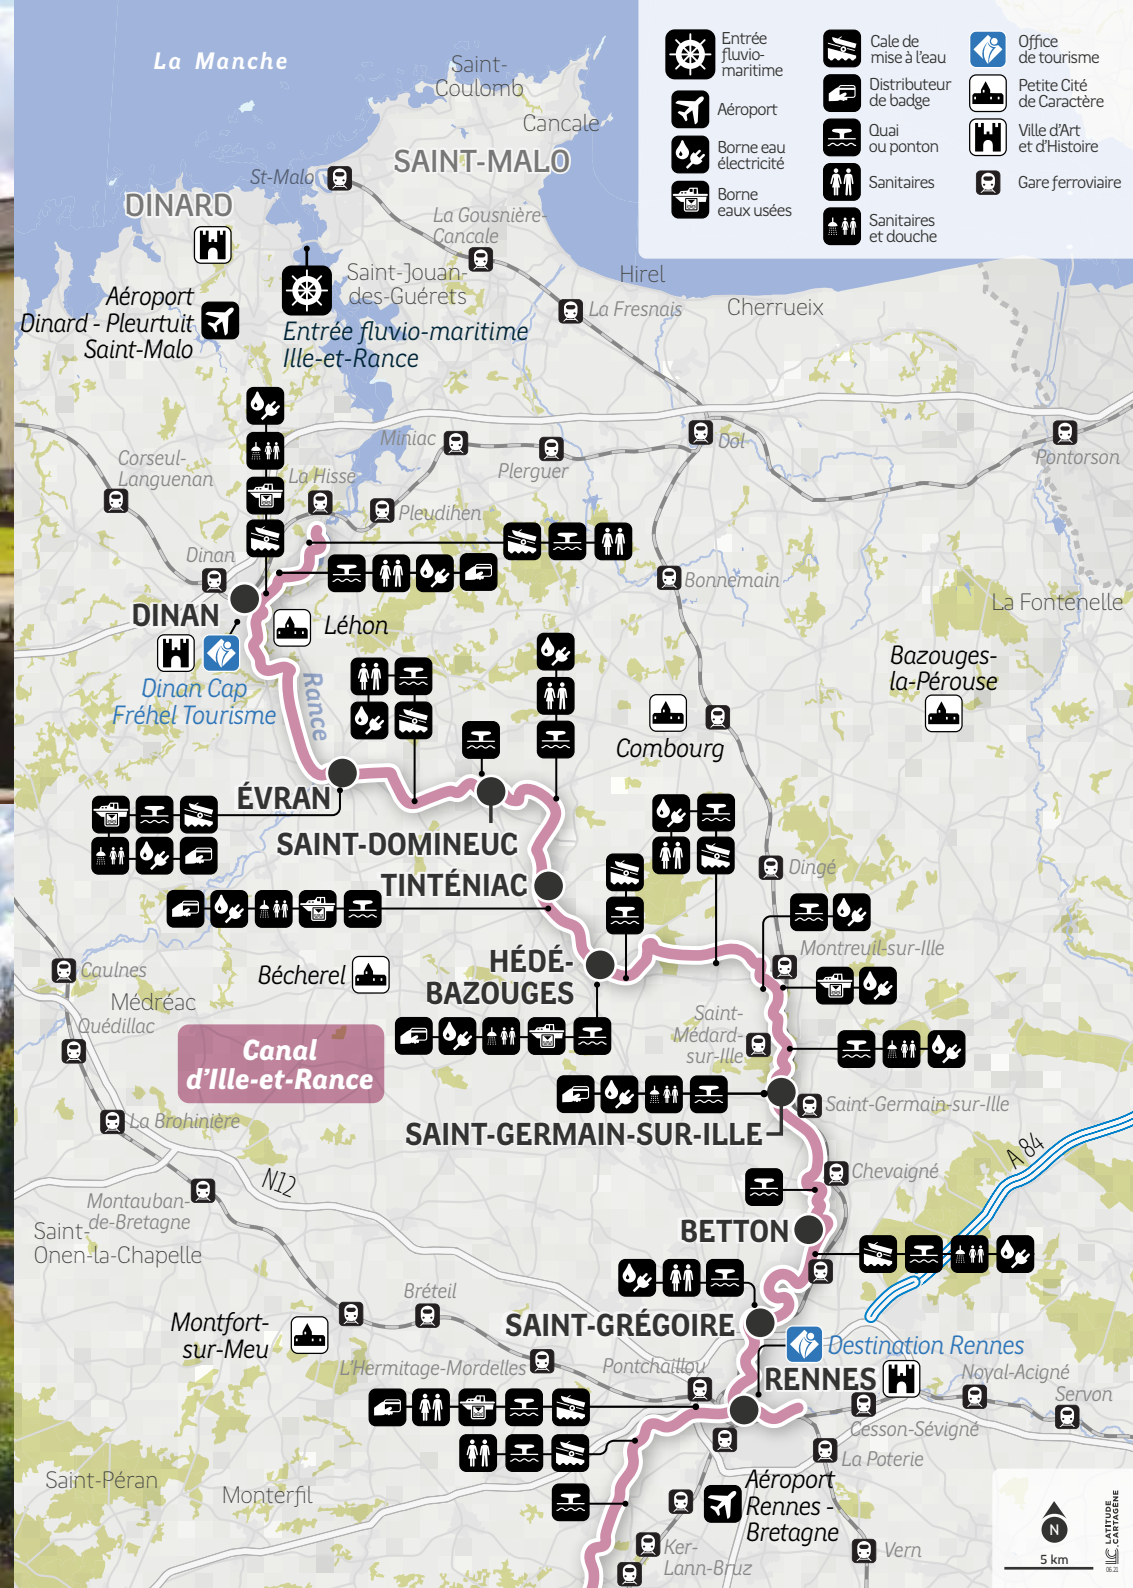 La Manche
Entrée
fluvio-
maritime
Aéroport
Borne eau
électricité
Borne
eaux usées
Cale de
mise à l'eau
Distributeur
de badge
Quai
ou ponton
Sanitaires
Sanitaires
et douche
Office
de tourisme
Petite Cité
de Caractère
Ville d'Art
et d'Histoire
Gare ferroviaire
Saint-
Coulomb
Cancale
SAINT-MALO
St-Malo
DINARD
La Gousnière-
Cancale
Saint-Jouan-
des-Guérets
Hirel
La Fresnais
Cherrueix
Aéroport
Dinard - Pleurtuit
Saint-Malo
Entrée fluvio-maritime
Ille-et-Rance
Miniac
Plerguer
Dol
Pontorson
Corseul-
Languenan
La Hisse
Pleudihen
Dinan
Bonnemain
La Fontenelle
DINAN
Léhon
Dinan Cap
Fréhel Tourisme
Rance
Bazouges-
la-Pérouse
Combourg
ÉVRAN
SAINT-DOMINEUC
Dingé
TINTÉNIAC
Montreuil-sur-Ille
HÉDÉ-
BAZOUGES
Bécherel
Caulnes
Médréac
Quédillac
Saint-
Médard-
sur-Ille
Canal
d'Ille-et-Rance
La Brohinière
Saint-Germain-sur-Ille
SAINT-GERMAIN-SUR-ILLE
A 84
Chevaigné
N12
Montauban-
de-Bretagne
Saint-
Onen-la-Chapelle
BETTON
Bréteil
Montfort-
sur-Meu
SAINT-GRÉGOIRE
Destination Rennes
L'Hermitage-Mordelles
Pontchaillou
RENNES
Noyal-Acigné
Servon
Cesson-Sévigné
La Poterie
Saint-Péran
Monterfil
Aéroport
Rennes -
Bretagne
Ker-
Lann-Bruz
Vern
N
5 km
LATITUDE
CARTAGÈNE